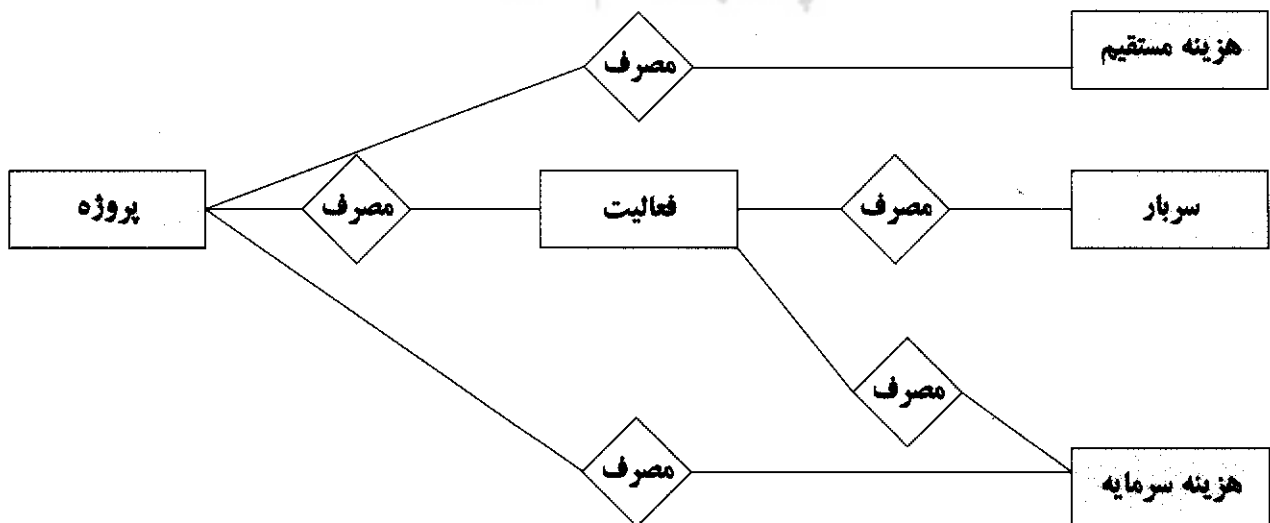 هزینه مستقیم
مصرف
سربار
مصرف
فعالیت
مصرف
پروژه
مصرف
هزینه سرمایه
مصرف